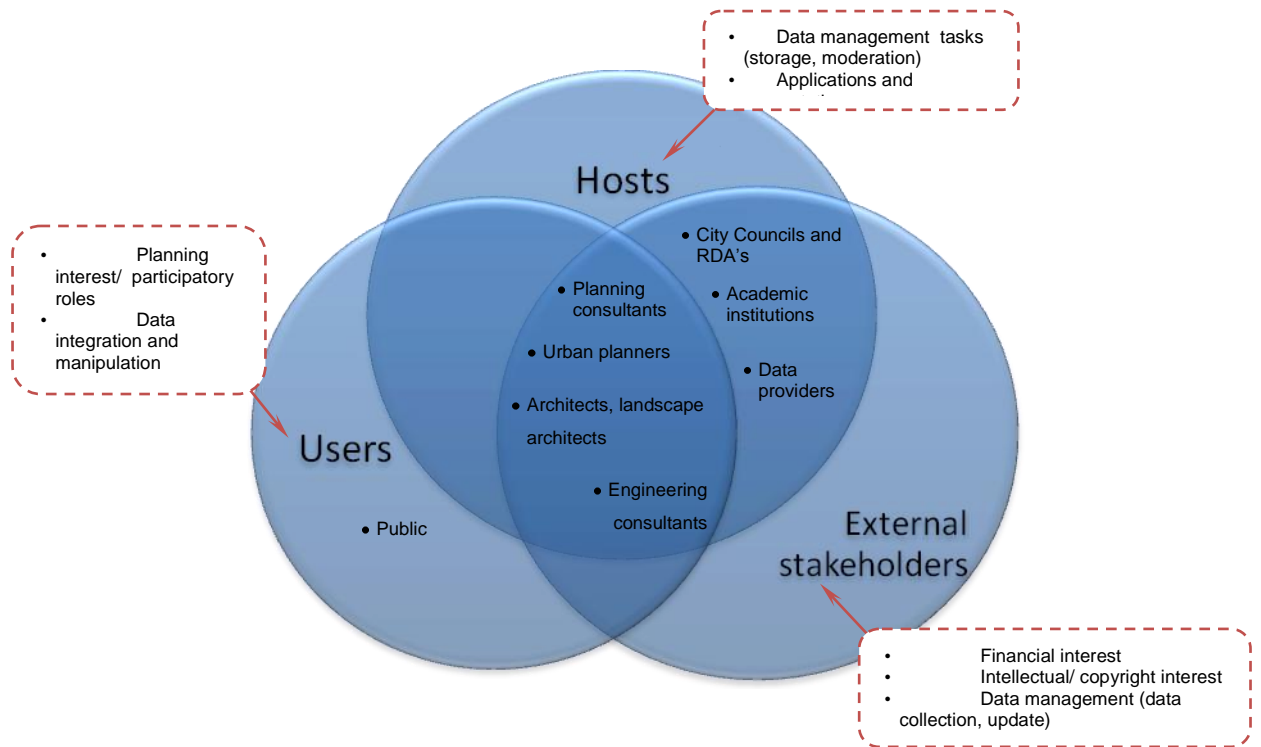 • Data management tasks
(storage, moderation)
• Applications and
Hosts
• City Councils and
RDA's
• Planning
interest/ participatory
roles
• Data
integration and
manipulation
• Planning
consultants
• Academic
institutions
• Urban planners
• Data
providers
• Architects, landscape
architects
Users
• Engineering
consultants
• Public
External
stakeholders
• Financial interest
• Intellectual/ copyright interest
• Data management (data
collection, update)